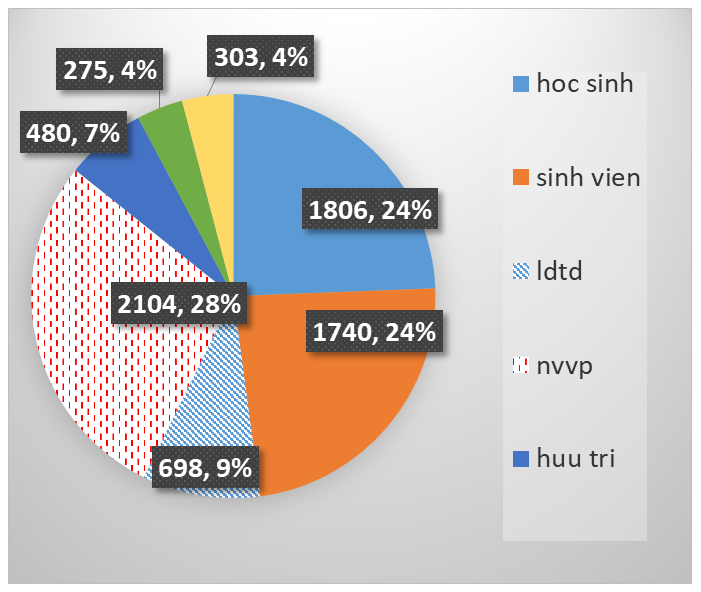 303, 4%
275, 4%
480, 7%
1806, 24%
2104, 28%
1740, 24%
698, 9%
hoc sinh
sinh vien
ldtd
nvvp
huu tri